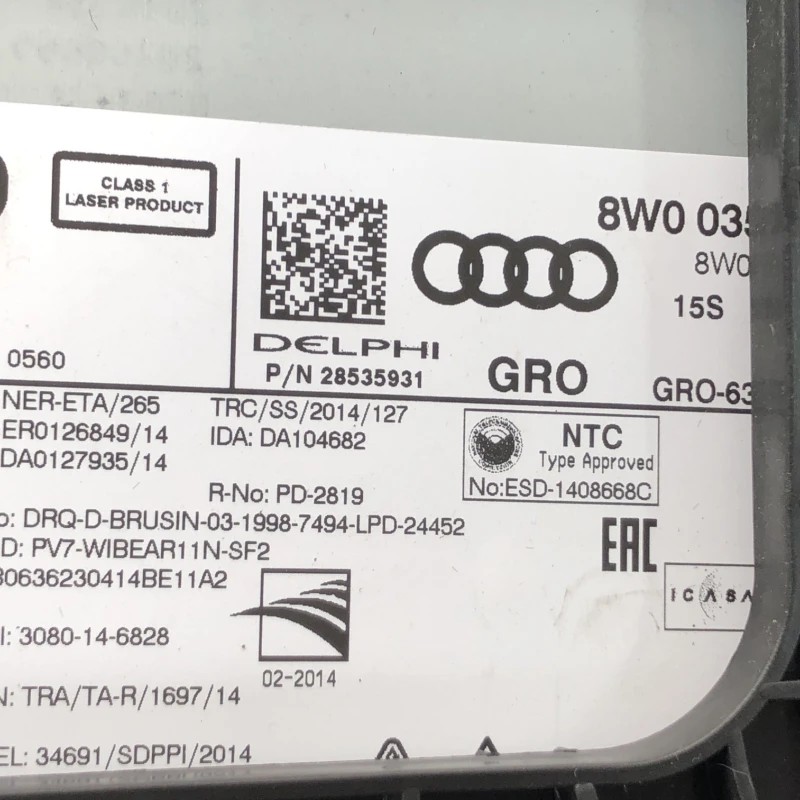 CLASS 1
LASER PRODUCT
8W0 035
8W0
15S
DELPHI
P/N 28535931
GRO
GRO-63
0560
NER-ETA/265
ER0126849/14
DA0127935/14
TRC/SS/2014/127
IDA: DA104682
NTC
Type Approved
No:ESD-1408668C
R-No: PD-2819
o: DRQ-D-BRUSIN-03-1998-7494-LPD-24452
D: PV7-WIBEAR11N-SF2
80636230414BE11A2
EAC
ICASA
I: 3080-14-6828
02-2014
N: TRA/TA-R/1697/14
EL: 34691/SDPPI/2014